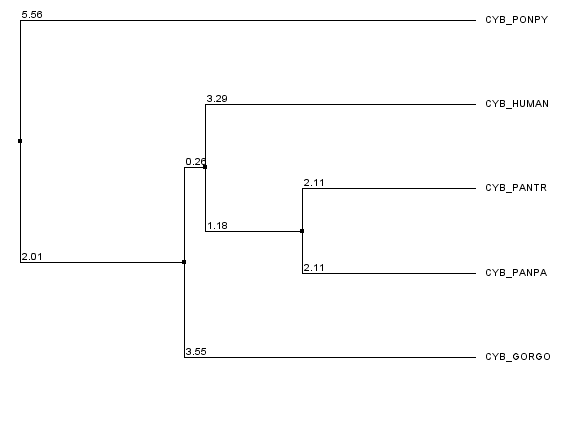 5.56 CYB_PONPY
3.29 CYB_HUMAN
0.26
2.11 CYB_PANTR
1.18
2.01
2.11 CYB_PANPA
3.55 CYB_GORGO